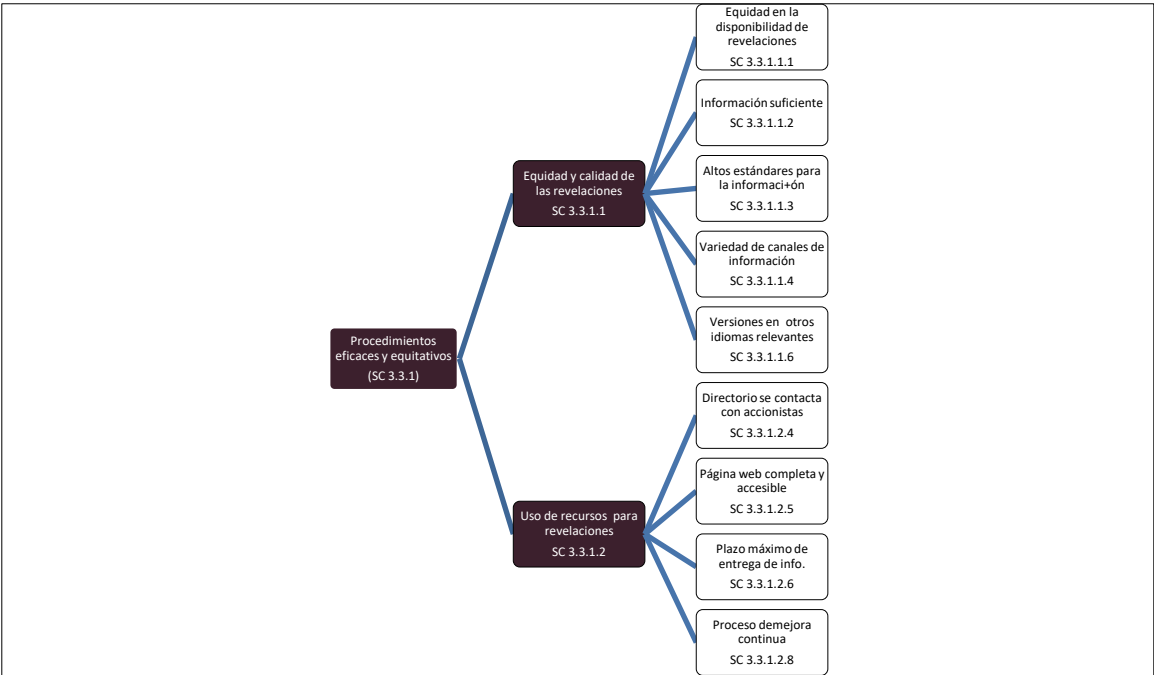 Procedimientos
eficaces y equitativos
(SC 3.3.1)
Equidad y calidad de
las revelaciones
SC 3.3.1.1
Equidad en la
disponibilidad de
revelaciones
SC 3.3.1.1.1
Información suficiente
SC 3.3.1.1.2
Altos estándares para
la informaci+ón
SC 3.3.1.1.3
Variedad de canales de
información
SC 3.3.1.1.4
Versiones en otros
idiomas relevantes
SC 3.3.1.1.6
Uso de recursos para
revelaciones
SC 3.3.1.2
Directorio se contacta
con accionistas
SC 3.3.1.2.4
Página web completa y
accesible
SC 3.3.1.2.5
Plazo máximo de
entrega de info.
SC 3.3.1.2.6
Proceso demejora
continua
SC 3.3.1.2.8